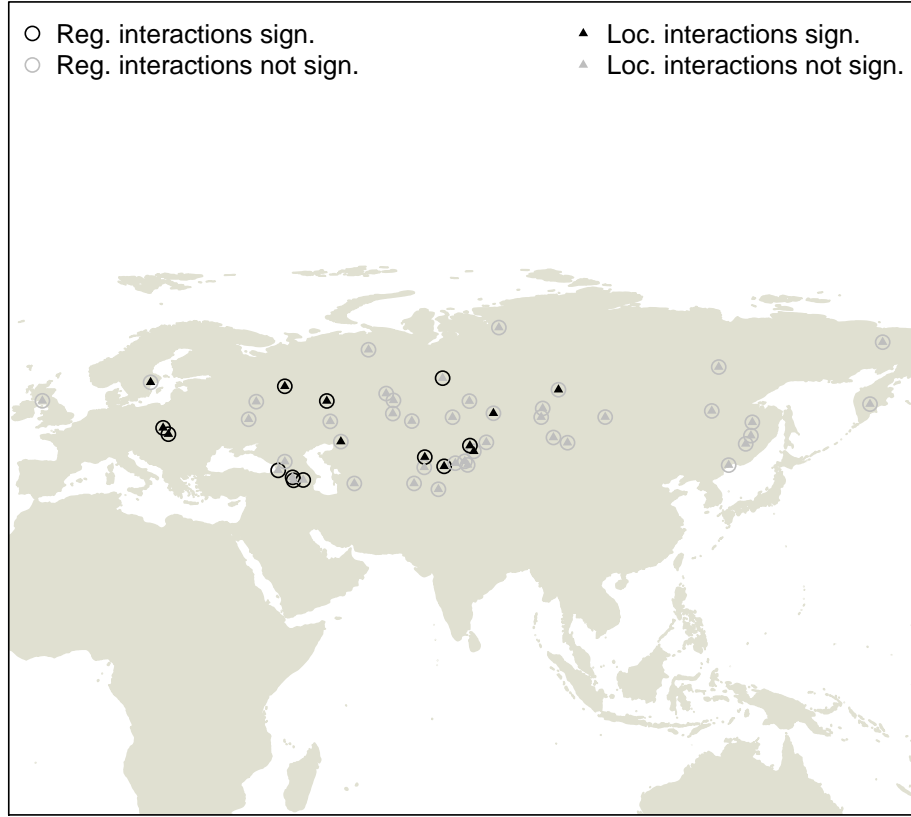 Reg. interactions sign.
Reg. interactions not sign.
Loc. interactions sign.
Loc. interactions not sign.